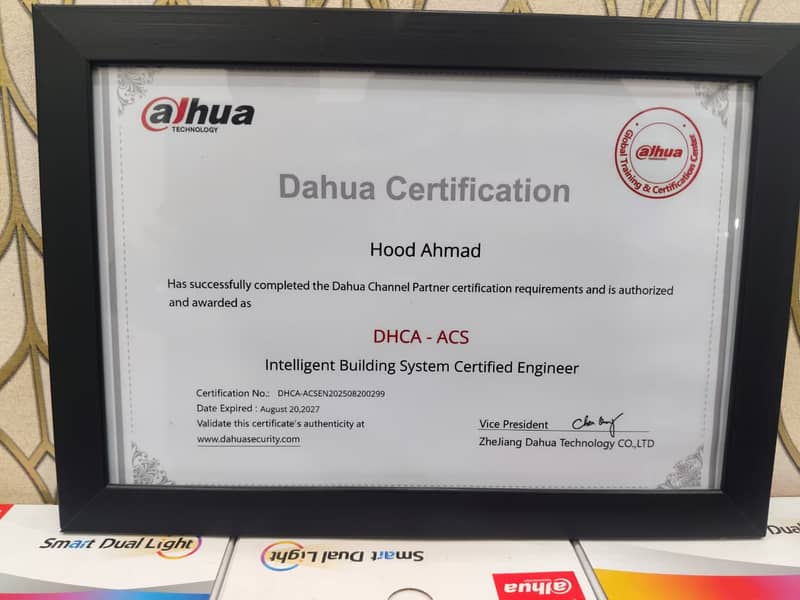 alhua
TECHNOLOGY
alhua
Global Training & Certification Center
Dahua Certification
Hood Ahmad
Has successfully completed the Dahua Channel Partner certification requirements and is authorized
and awarded as
DHCA - ACS
Intelligent Building System Certified Engineer
Certification No.: DHCA-ACSEN202508200299
Date Expired : August 20,2027
Validate this certificate's authenticity at
www.dahuasecurity.com
Vice President
ZheJiang Dahua Technology CO.,LTD
Smart Dual Light
Smart Dual Light
alhua
Dual